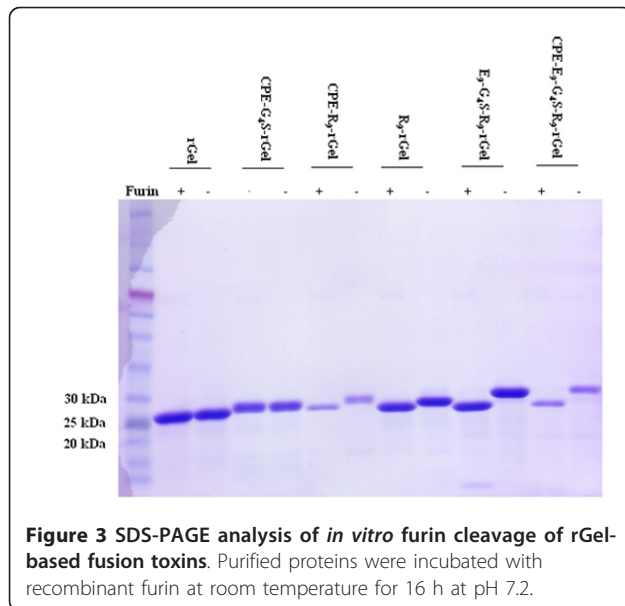 rGel
CPE-G₄S-rGel
CPE-R₉-rGel
R₉-rGel
E₉-G₄S-R₉-rGel
CPE-E₉-G₄S-R₉-rGel
Furin + - - - + - + - + - + -
30 kDa
25 kDa
20 kDa
Figure 3 SDS-PAGE analysis of in vitro furin cleavage of rGel-
based fusion toxins. Purified proteins were incubated with
recombinant furin at room temperature for 16 h at pH 7.2.